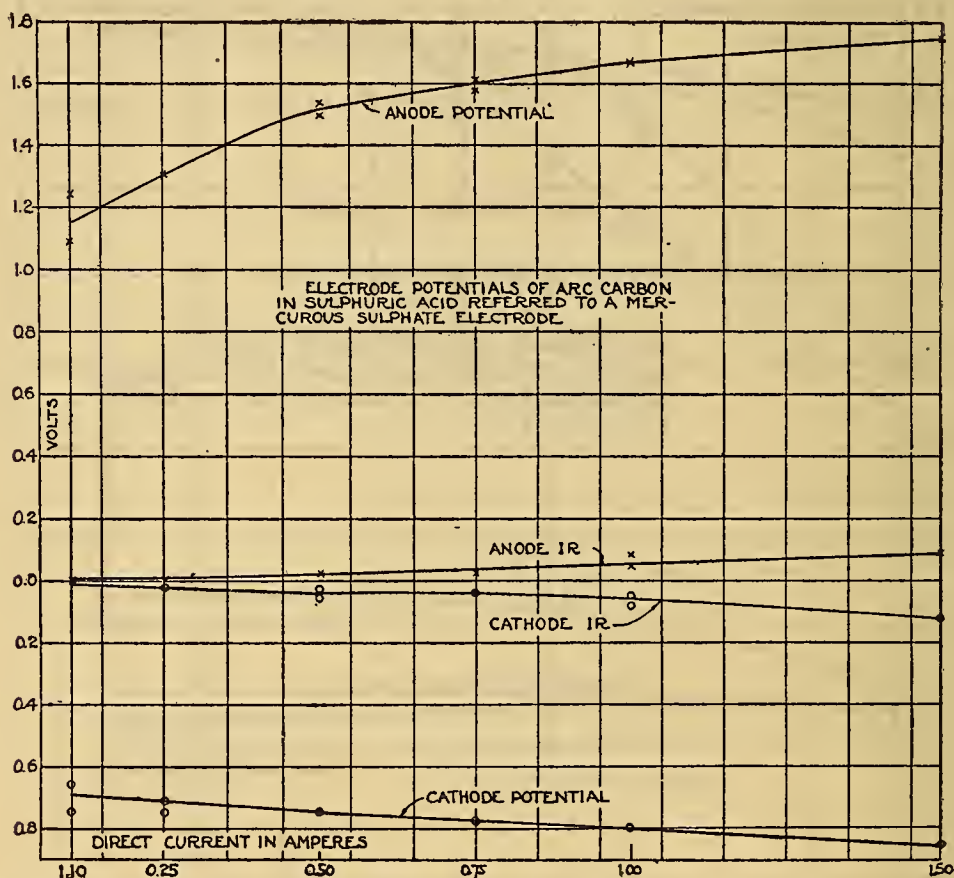 1.8
1.6
ANODE POTENTIAL
1.4
1.2
1.0
ELECTRODE POTENTIALS OF ARC CARBON
IN SULPHURIC ACID REFERRED TO A MER-
CUROUS SULPHATE ELECTRODE
0.8
0.6
VOLTS
0.4
0.2
ANODE IR
0.0
CATHODE IR
0.2
0.4
0.6
CATHODE POTENTIAL
0.8
DIRECT CURRENT IN AMPERES
1.10 0.25 0.50 0.75 1.00 1.50